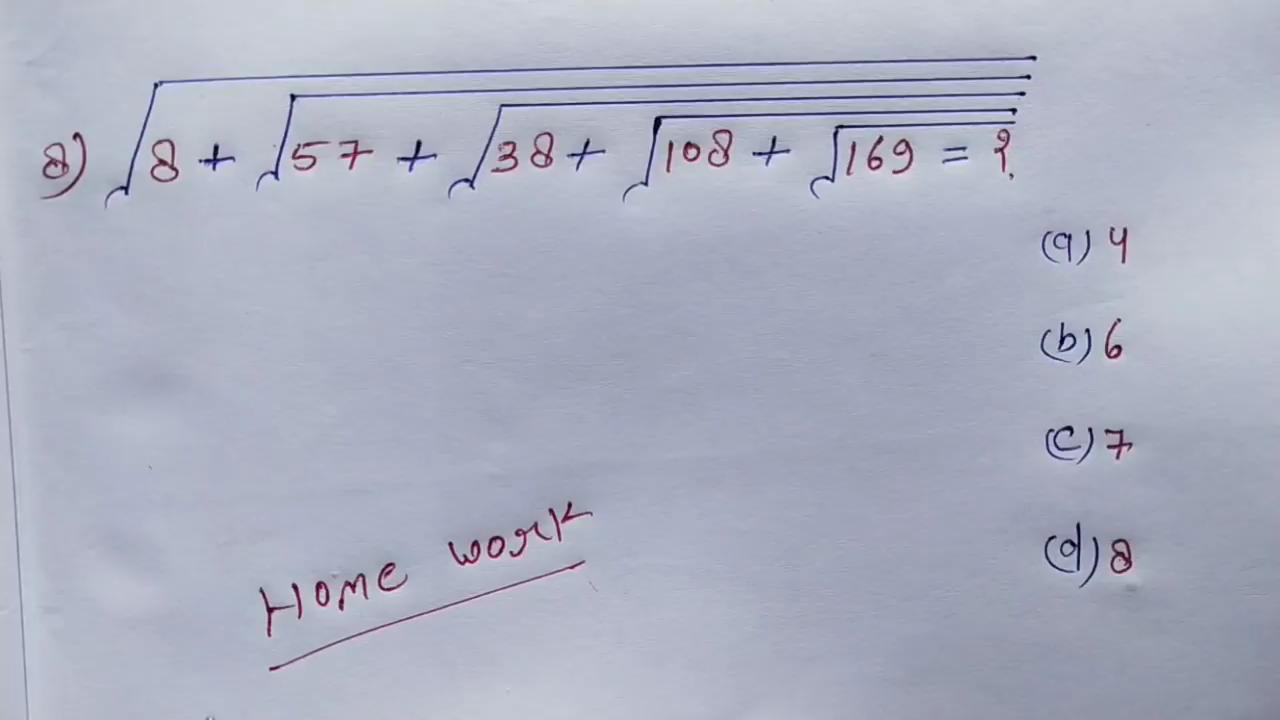 8) √8 + √57 + √38 + √108 + √169 = ?
(a) 4
(b) 6
(c) 7
(d) 8
Home work